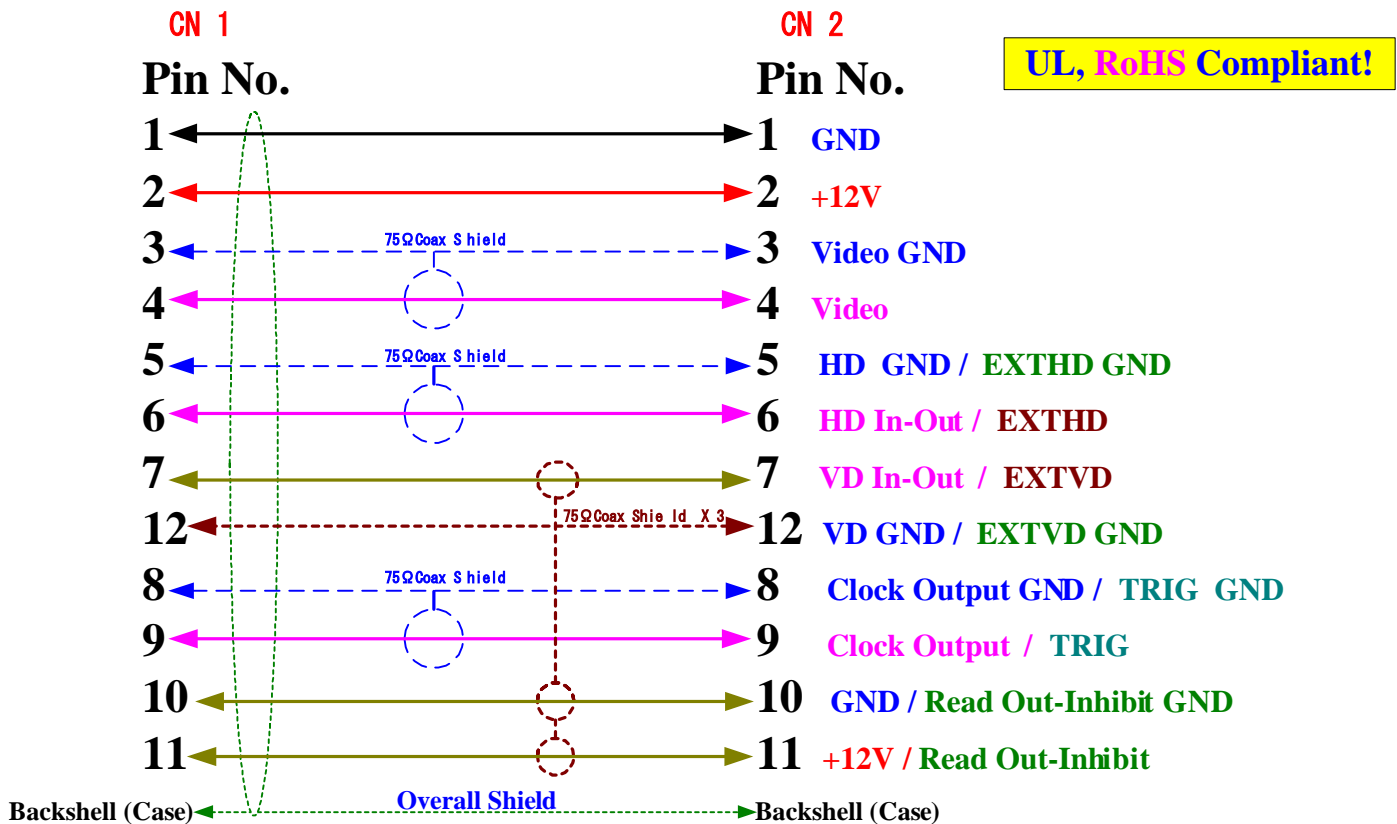 CN 1 CN 2
Pin No. Pin No. UL, RoHS Compliant!
1 1 GND
2 2 +12V
75ΩCoax Shield
3 3 Video GND
4 4 Video
75ΩCoax Shield
5 5 HD GND / EXTHD GND
6 6 HD In-Out / EXTHD
7 7 VD In-Out / EXTVD
75ΩCoax Shield X 3
12 12 VD GND / EXTVD GND
75ΩCoax Shield
8 8 Clock Output GND / TRIG GND
9 9 Clock Output / TRIG
10 10 GND / Read Out-Inhibit GND
11 11 +12V / Read Out-Inhibit
Overall Shield
Backshell (Case) Backshell (Case)